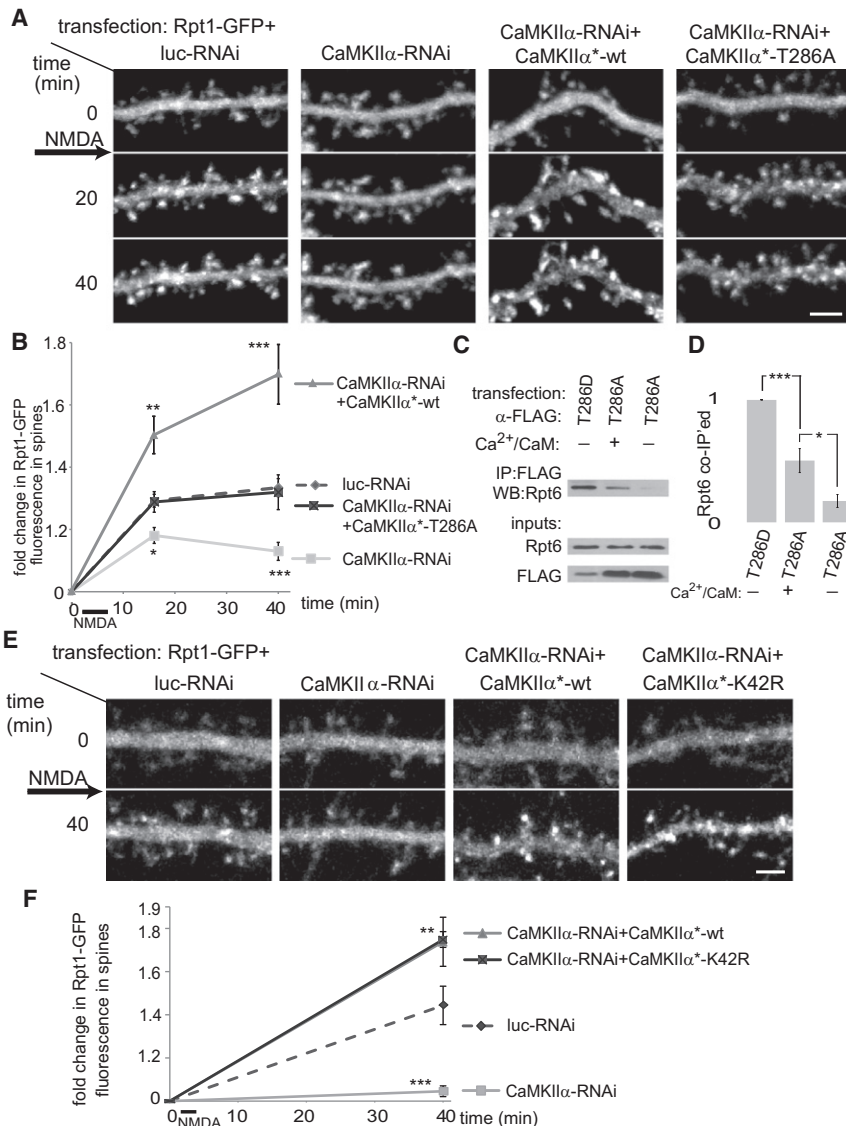 A
transfection: Rpt1-GFP+
luc-RNAi
CaMKIIα-RNAi
CaMKIIα-RNAi+
CaMKIIα*-wt
CaMKIIα-RNAi+
CaMKIIα*-T286A
time
(min)
0
NMDA
20
40
B
fold change in Rpt1-GFP
fluorescence in spines
1.8
1.6
1.4
1.2
0
0 10 20 30 40 time (min)
NMDA
***
**
*
***
CaMKIIα-RNAi
+CaMKIIα*-wt
luc-RNAi
CaMKIIα-RNAi
+CaMKIIα*-T286A
CaMKIIα-RNAi
C
transfection:
α-FLAG:
T286D
T286A
T286A
Ca2+/CaM: – + –
IP:FLAG
WB:Rpt6
inputs:
Rpt6
FLAG
D
Rpt6 co-IP'ed
1
0
***
*
T286D
T286A
T286A
Ca2+/CaM: – + –
E
transfection: Rpt1-GFP+
luc-RNAi
CaMKII α-RNAi
CaMKIIα-RNAi+
CaMKIIα*-wt
CaMKIIα-RNAi+
CaMKIIα*-K42R
time
(min)
0
NMDA
40
F
fold change in Rpt1-GFP
fluorescence in spines
1.9
1.8
1.6
1.4
1.2
0
0 10 20 30 40 time (min)
NMDA
**
***
CaMKIIα-RNAi+CaMKIIα*-wt
CaMKIIα-RNAi+CaMKIIα*-K42R
luc-RNAi
CaMKIIα-RNAi